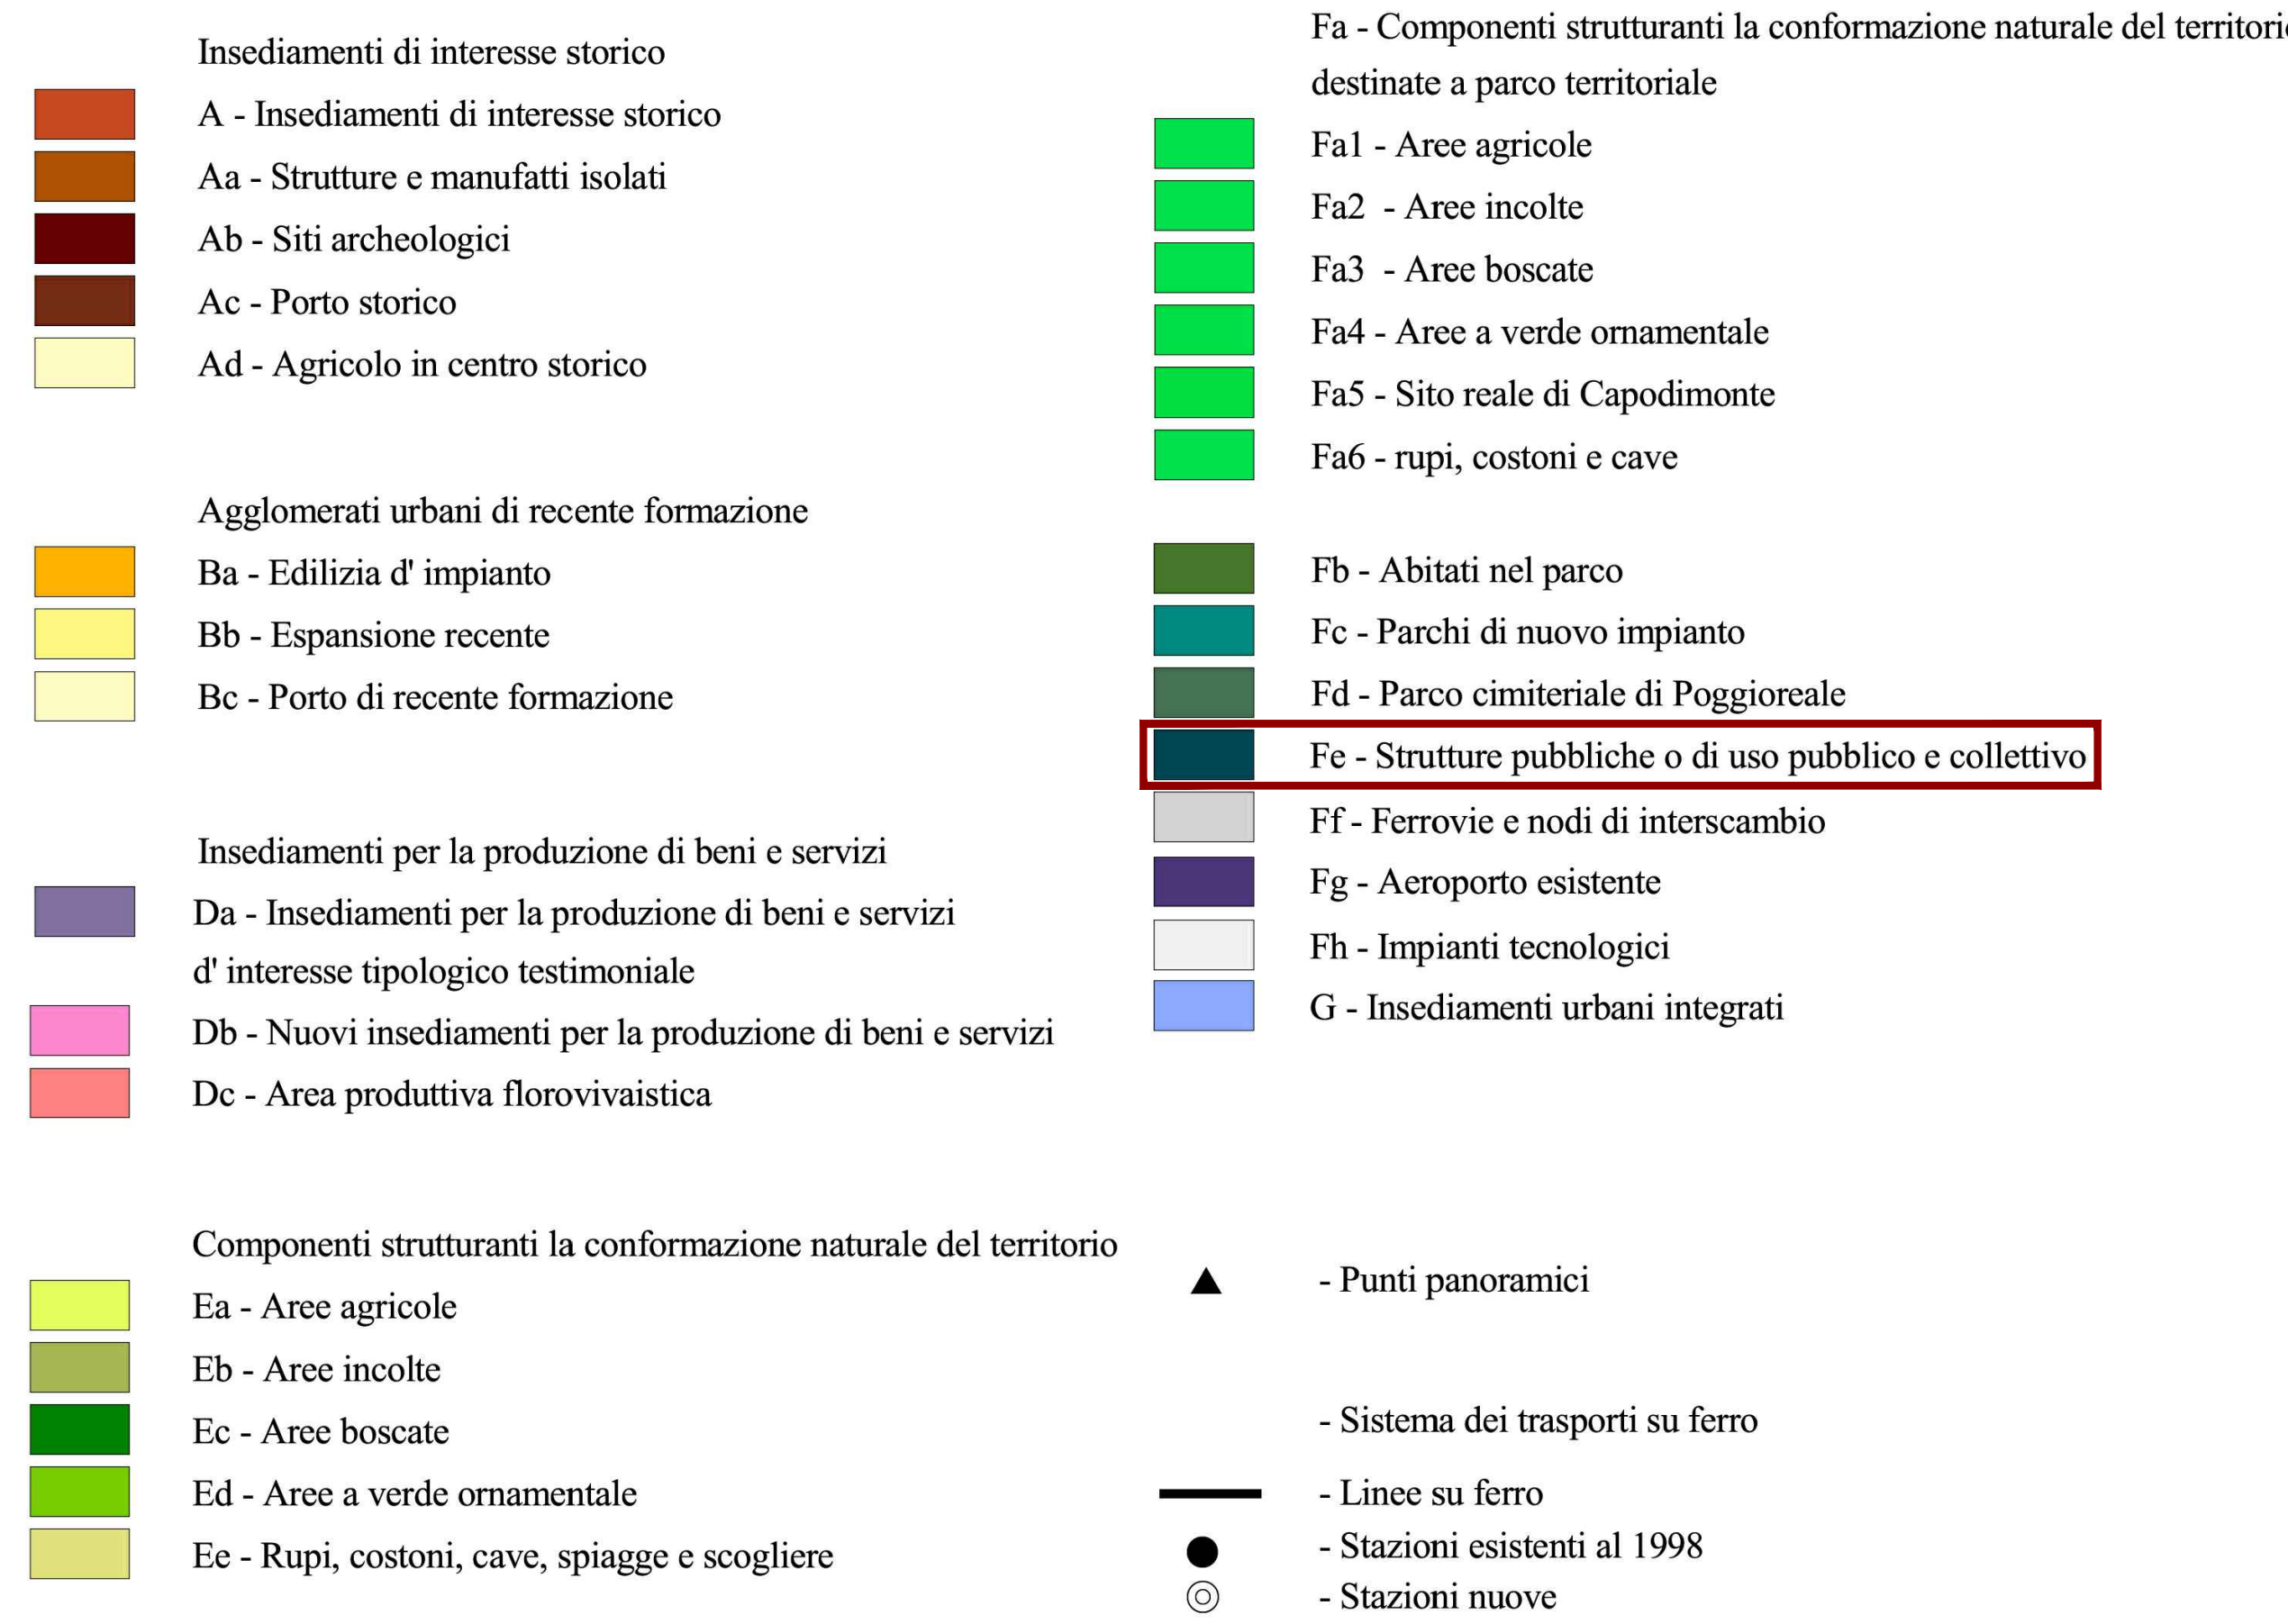 Insediamenti di interesse storico
A - Insediamenti di interesse storico
Aa - Strutture e manufatti isolati
Ab - Siti archeologici
Ac - Porto storico
Ad - Agricolo in centro storico
Agglomerati urbani di recente formazione
Ba - Edilizia d' impianto
Bb - Espansione recente
Bc - Porto di recente formazione
Insediamenti per la produzione di beni e servizi
Da - Insediamenti per la produzione di beni e servizi
d' interesse tipologico testimoniale
Db - Nuovi insediamenti per la produzione di beni e servizi
Dc - Area produttiva florovivaistica
Componenti strutturanti la conformazione naturale del territorio
Ea - Aree agricole
Eb - Aree incolte
Ec - Aree boscate
Ed - Aree a verde ornamentale
Ee - Rupi, costoni, cave, spiagge e scogliere
Fa - Componenti strutturanti la conformazione naturale del territorio
destinate a parco territoriale
Fa1 - Aree agricole
Fa2 - Aree incolte
Fa3 - Aree boscate
Fa4 - Aree a verde ornamentale
Fa5 - Sito reale di Capodimonte
Fa6 - rupi, costoni e cave
Fb - Abitati nel parco
Fc - Parchi di nuovo impianto
Fd - Parco cimiteriale di Poggioreale
Fe - Strutture pubbliche o di uso pubblico e collettivo
Ff - Ferrovie e nodi di interscambio
Fg - Aeroporto esistente
Fh - Impianti tecnologici
G - Insediamenti urbani integrati
- Punti panoramici
- Sistema dei trasporti su ferro
- Linee su ferro
- Stazioni esistenti al 1998
- Stazioni nuove